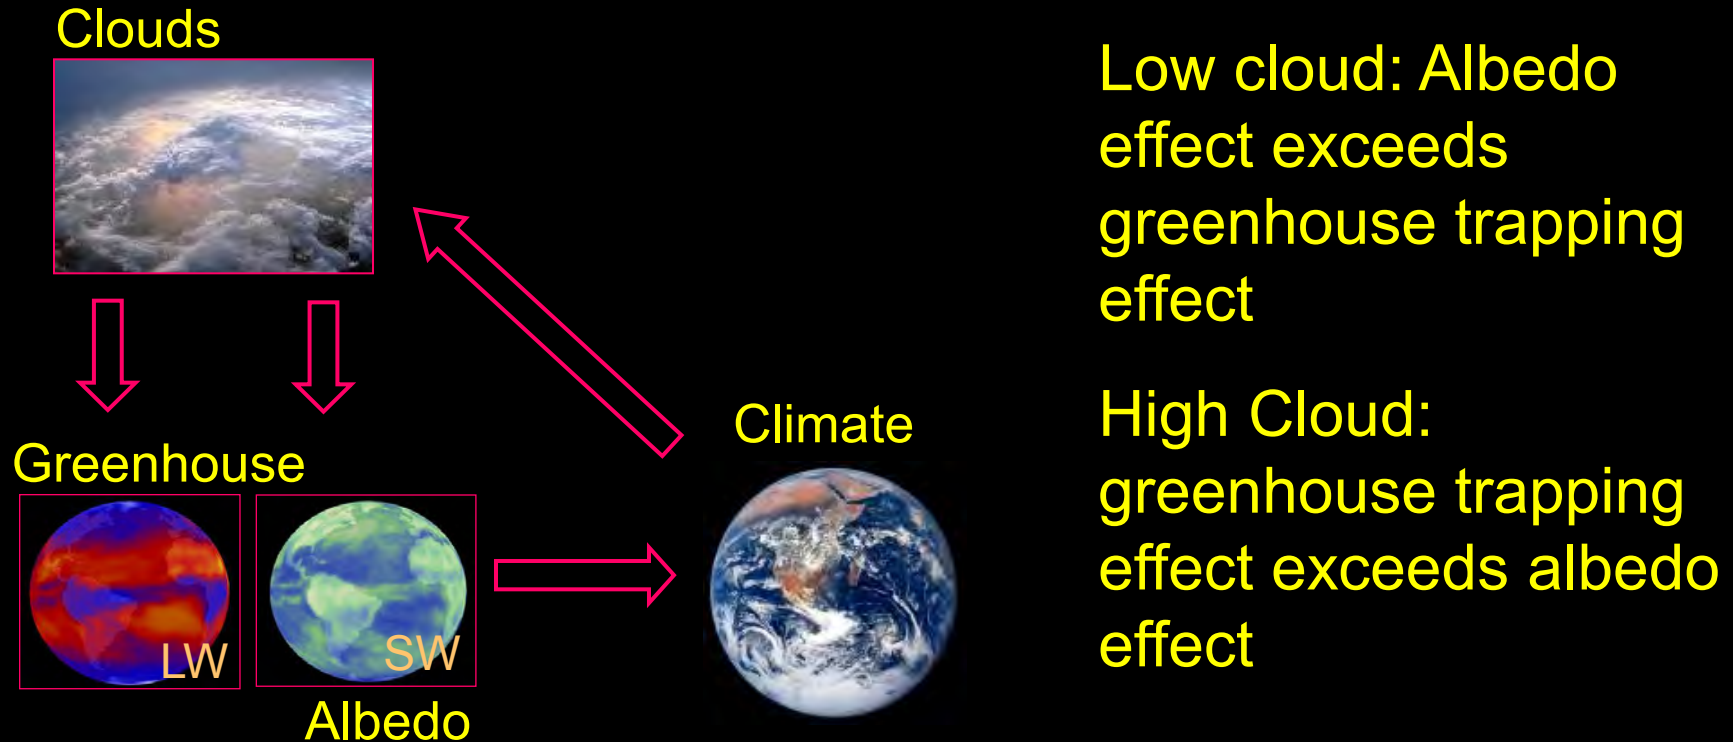 Clouds
Greenhouse
LW
SW
Albedo
Climate
Low cloud: Albedo
effect exceeds
greenhouse trapping
effect
High Cloud:
greenhouse trapping
effect exceeds albedo
effect